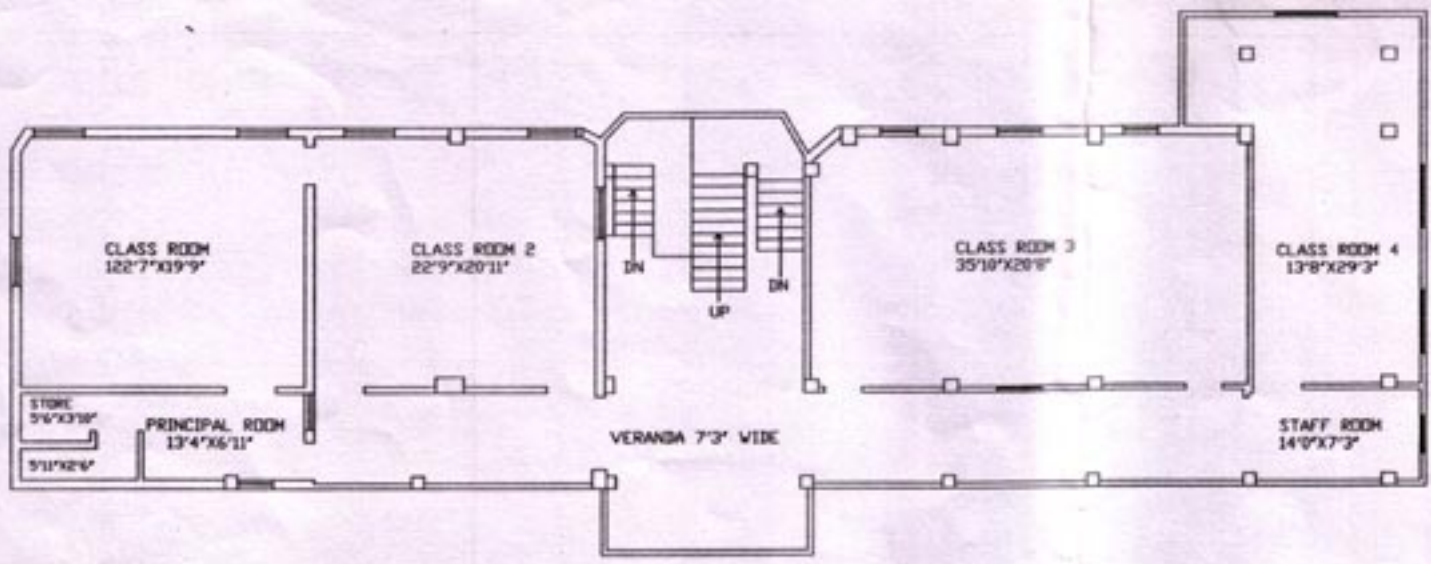 CLASS ROOM
122'7"X19'9"
CLASS ROOM 2
22'9"X20'11"
DN
UP
DN
CLASS ROOM 3
35'10"X20'8"
CLASS ROOM 4
13'8"X29'3"
STORE
5'6"X3'10"
PRINCIPAL ROOM
13'4"X6'11"
5'11"X2'6"
VERANDA 7'3" WIDE
STAFF ROOM
14'0"X7'3"